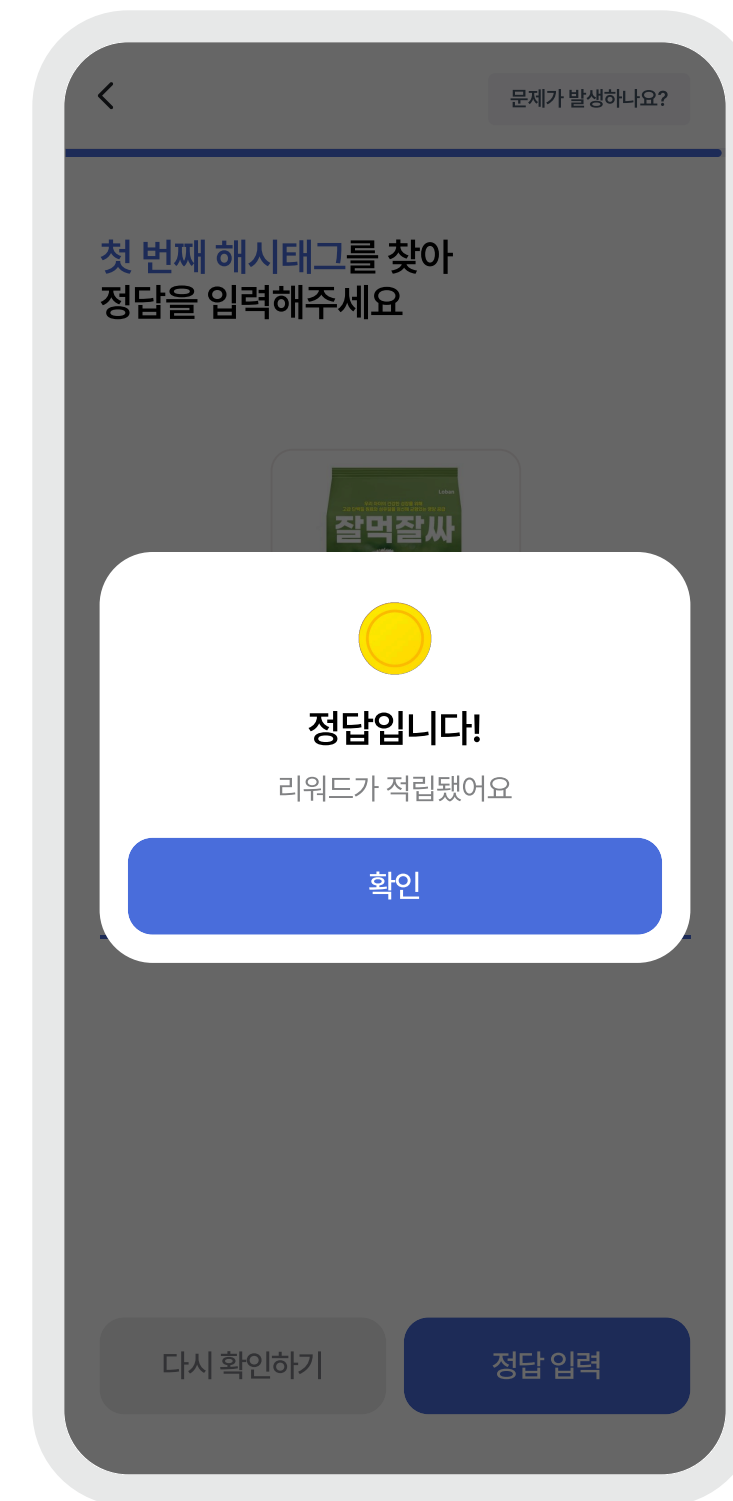 문제가 발생하나요?
첫 번째 해시태그를 찾아
정답을 입력해주세요
잘먹잘싸
정답입니다!
리워드가 적립됐어요
확인
다시 확인하기
정답 입력